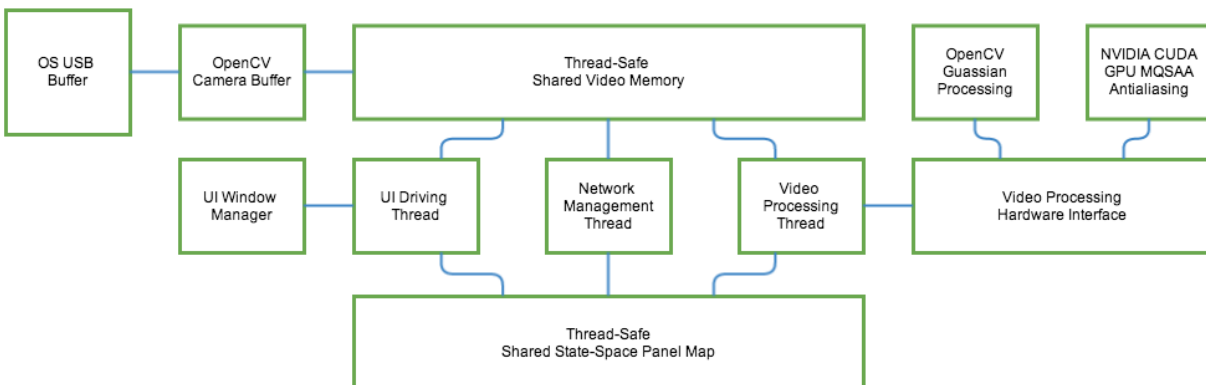 OS USB
Buffer
OpenCV
Camera Buffer
Thread-Safe
Shared Video Memory
OpenCV
Guassian
Processing
NVIDIA CUDA
GPU MQSAA
Antialiasing
UI Window
Manager
UI Driving
Thread
Network
Management
Thread
Video
Processing
Thread
Video Processing
Hardware Interface
Thread-Safe
Shared State-Space Panel Map